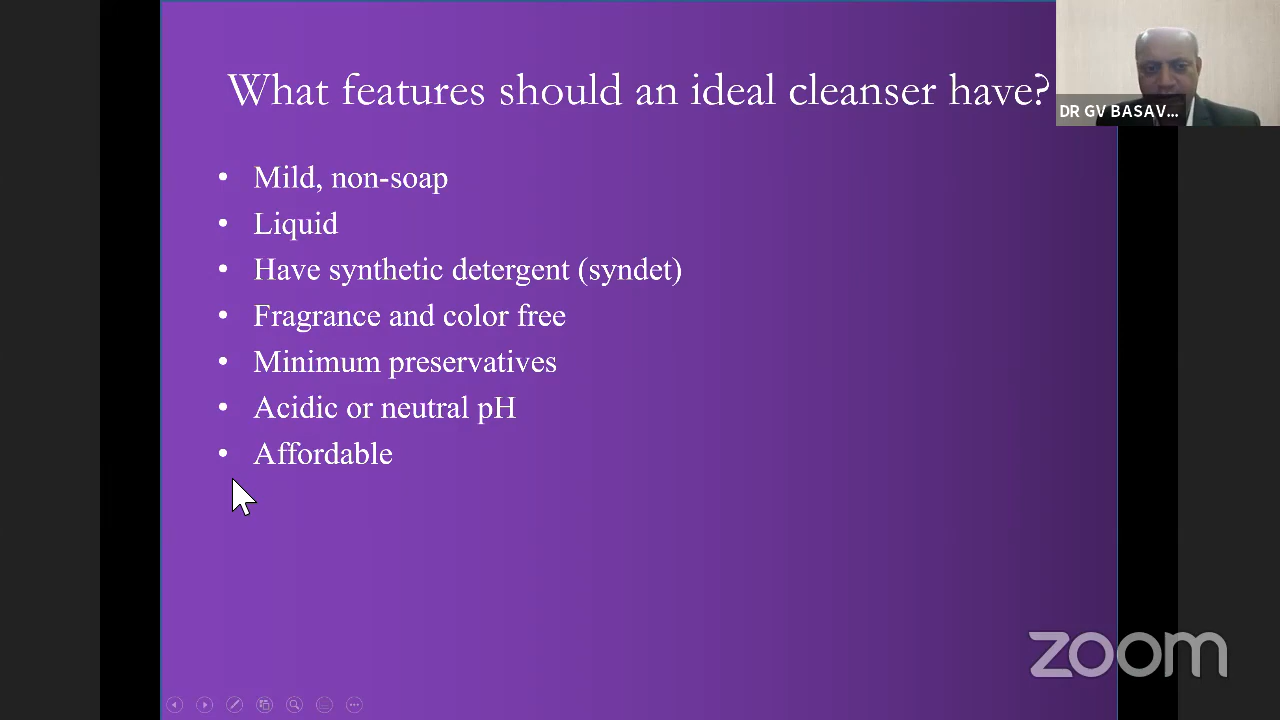 What features should an ideal cleanser have?
DR GV BASAV...
• Mild, non-soap
• Liquid
• Have synthetic detergent (syndet)
• Fragrance and color free
• Minimum preservatives
• Acidic or neutral pH
• Affordable
zoom